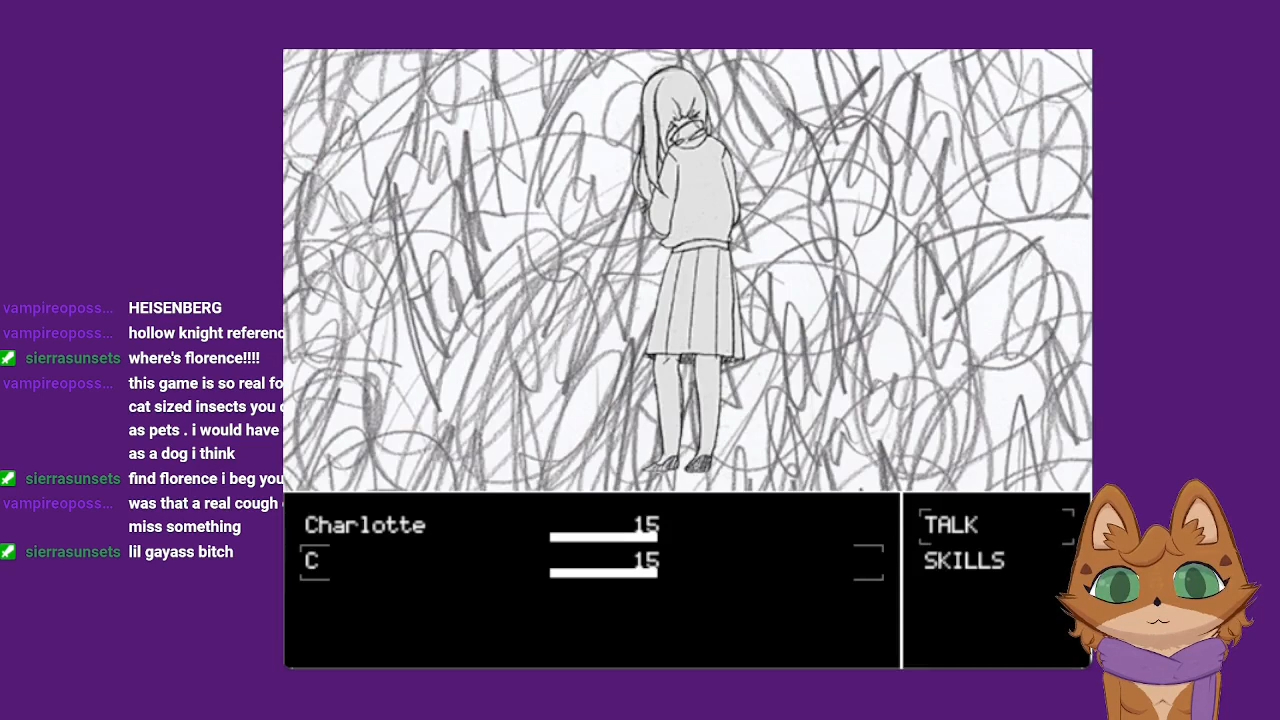 vampireoposs... HEISENBERG
vampireoposs... hollow knight referenc
sierrasunsets where's florence!!!!
vampireoposs... this game is so real fo
cat sized insects you
as pets . i would have
as a dog i think
sierrasunsets find florence i beg you
vampireoposs... was that a real cough
miss something
sierrasunsets lil gayass bitch
Charlotte 15
C 15
TALK
SKILLS